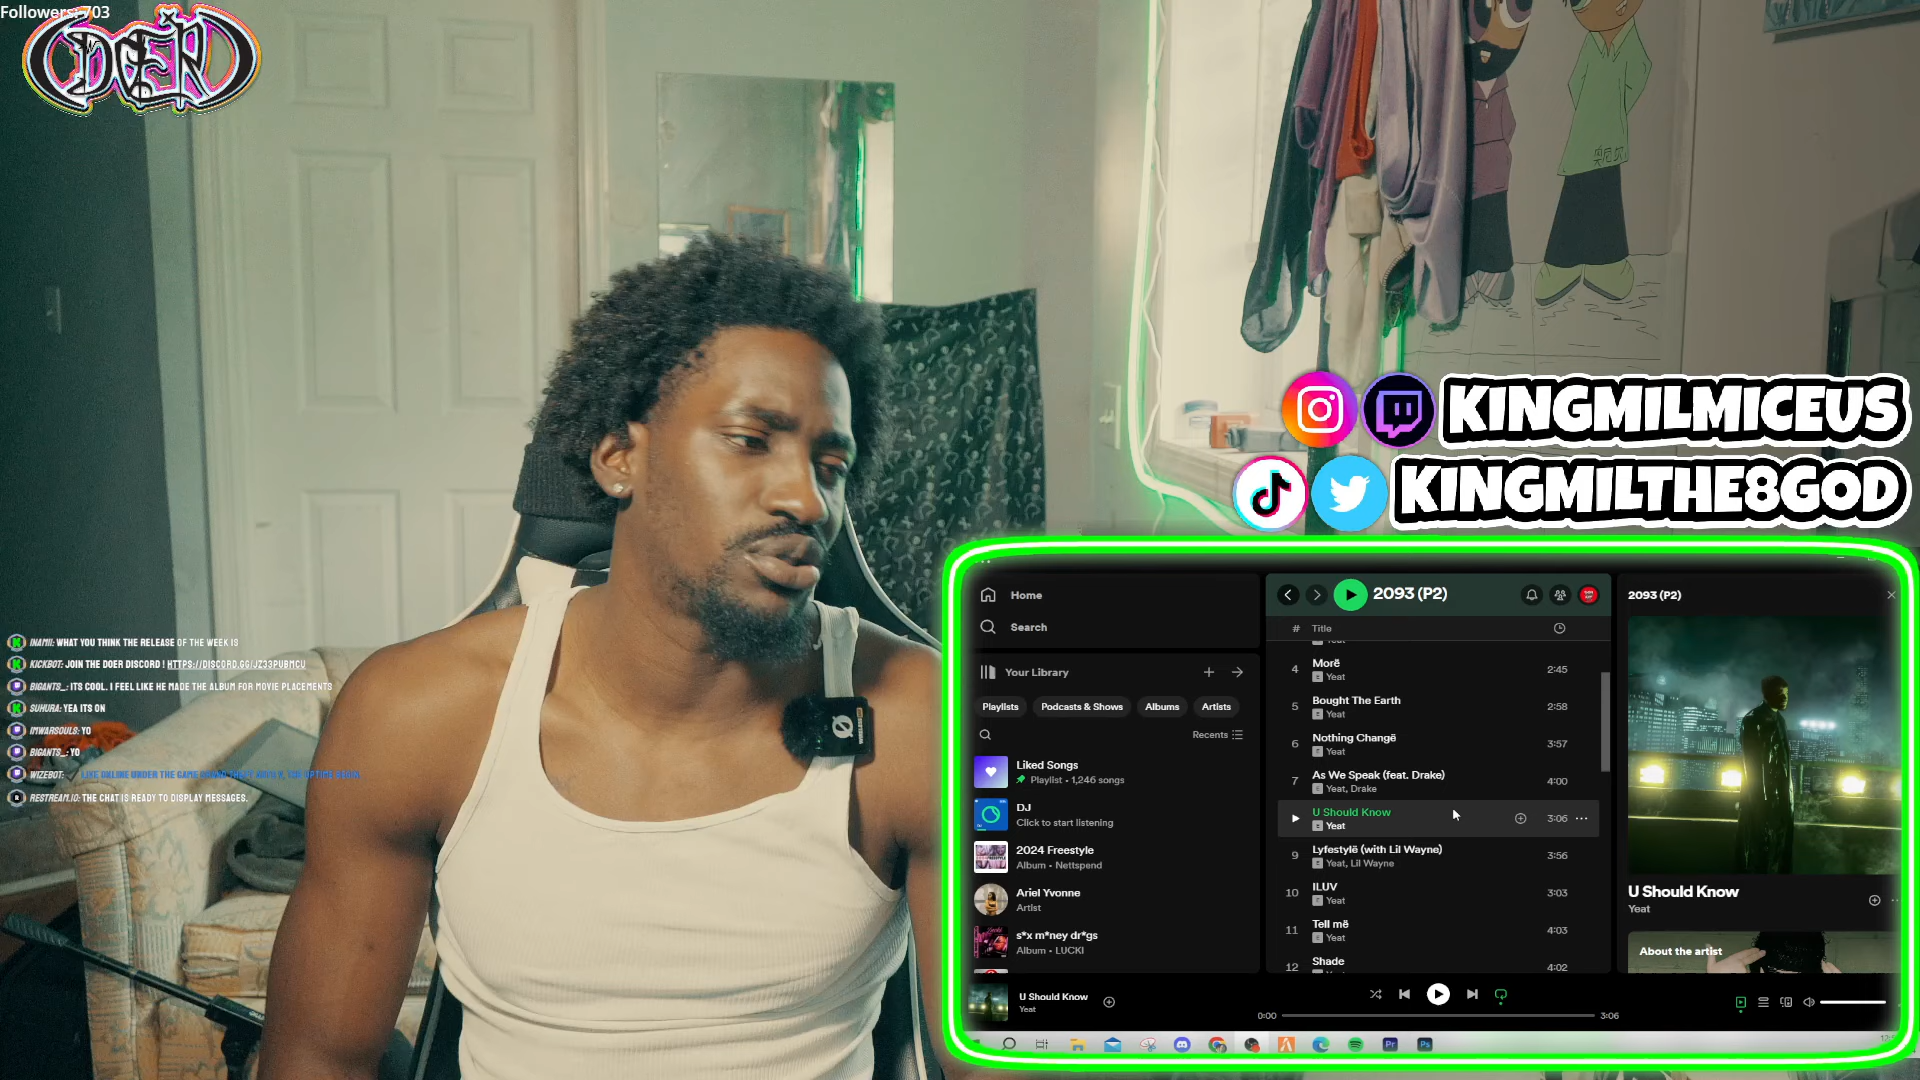 Followers: 703
DOER
KINGMILMICEUS
KINGMILTHE8GOD
INAMII: WHAT YOU THINK THE RELEASE OF THE WEEK IS
KICKBOT: JOIN THE DOER DISCORD ! HTTPS://DISCORD.GG/JZ33PUBMCU
BIGANTS_: ITS COOL. I FEEL LIKE HE MADE THE ALBUM FOR MOVIE PLACEMENTS
SUHURA: YEA ITS ON
IMWARSOULS: YO
BIGANTS_: YO
WIZEBOT:
RESTREAM.IO: THE CHAT IS READY TO DISPLAY MESSAGES.
Home
Search
Your Library
Playlists
Podcasts & Shows
Albums
Artists
Recents
Liked Songs
Playlist • 1,246 songs
DJ
Click to start listening
2024 Freestyle
Album • Nettspend
Ariel Yvonne
Artist
s*x m*ney dr*gs
Album • LUCKI
2093 (P2)
# Title
Yeat
4 Morë 2:45
E Yeat
5 Bought The Earth 2:58
E Yeat
6 Nothing Changë 3:57
E Yeat
7 As We Speak (feat. Drake) 4:00
E Yeat, Drake
U Should Know 3:06
E Yeat
9 Lyfestylë (with Lil Wayne) 3:56
E Yeat, Lil Wayne
10 ILUV 3:03
E Yeat
11 Tell më 4:03
E Yeat
12 Shade 4:02
2093 (P2)
U Should Know
Yeat
About the artist
U Should Know
Yeat
0:00
3:06
Pr
Ps